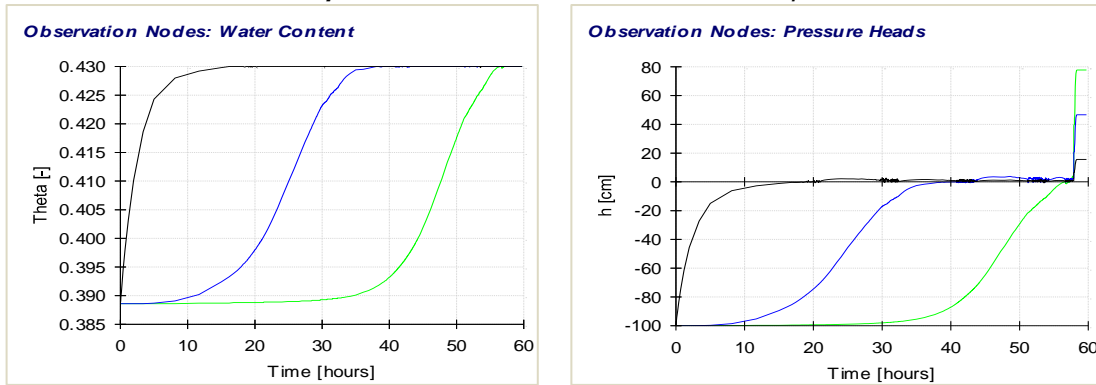 Observation Nodes: Water Content
0.430
0.425
0.420
0.415
0.410
0.405
0.400
0.395
0.390
0.385
Theta [-]
0 10 20 30 40 50 60
Time [hours]
Observation Nodes: Pressure Heads
80
60
40
20
0
-20
-40
-60
-80
-100
h [cm]
0 10 20 30 40 50 60
Time [hours]